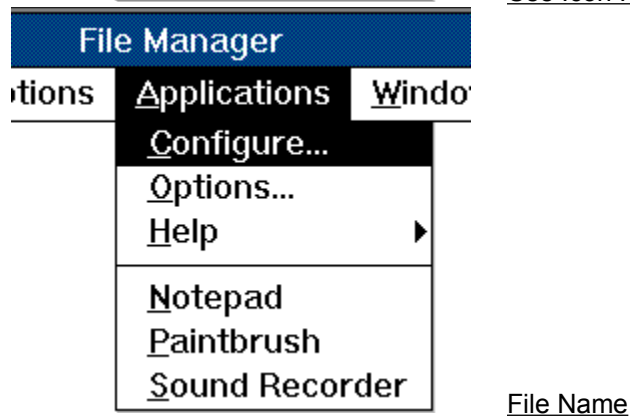 File Manager
Applications
Configure...
Options...
Help
Notepad
Paintbrush
Sound Recorder
File Name